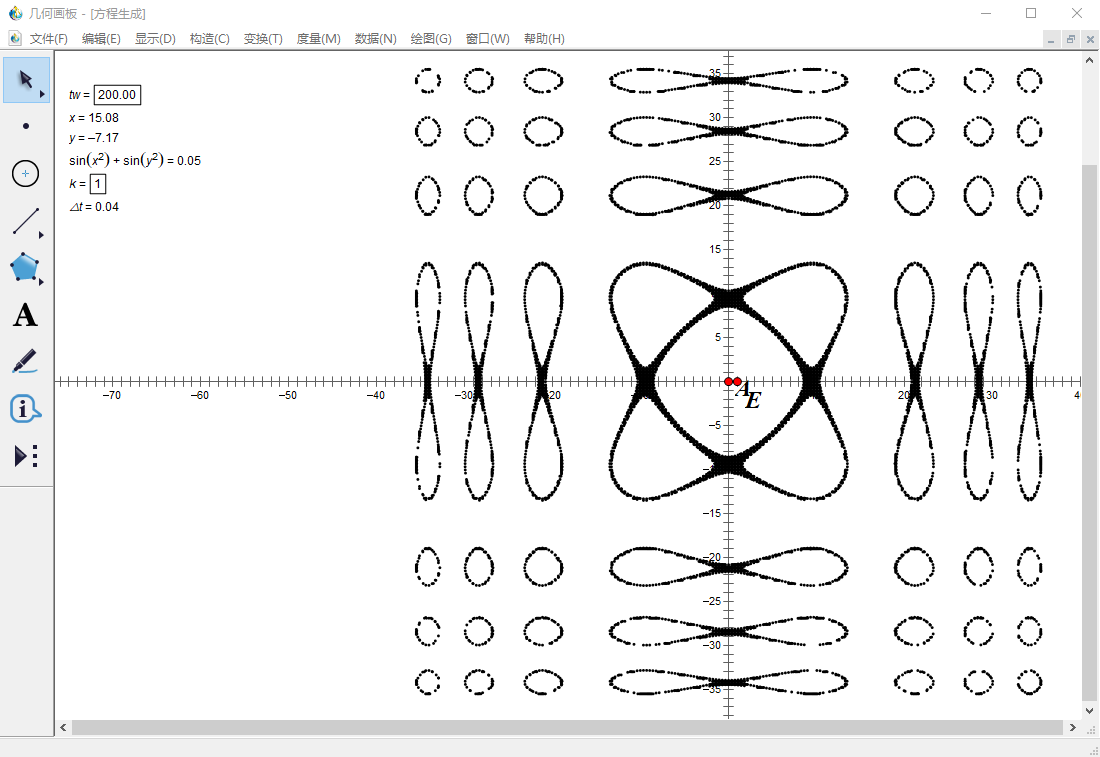 几何画板 - [方程生成]
文件(F) 编辑(E) 显示(D) 构造(C) 变换(T) 度量(M) 数据(N) 绘图(G) 窗口(W) 帮助(H)
tw = 200.00
x = 15.08
y = –7.17
sin(x²) + sin(y²) = 0.05
k = 1
Δt = 0.04
A
35
30
25
20
15
5
–70 –60 –50 –40 –30 –20 20 30 4
A
E
–5
–15
–20
–25
–30
–35